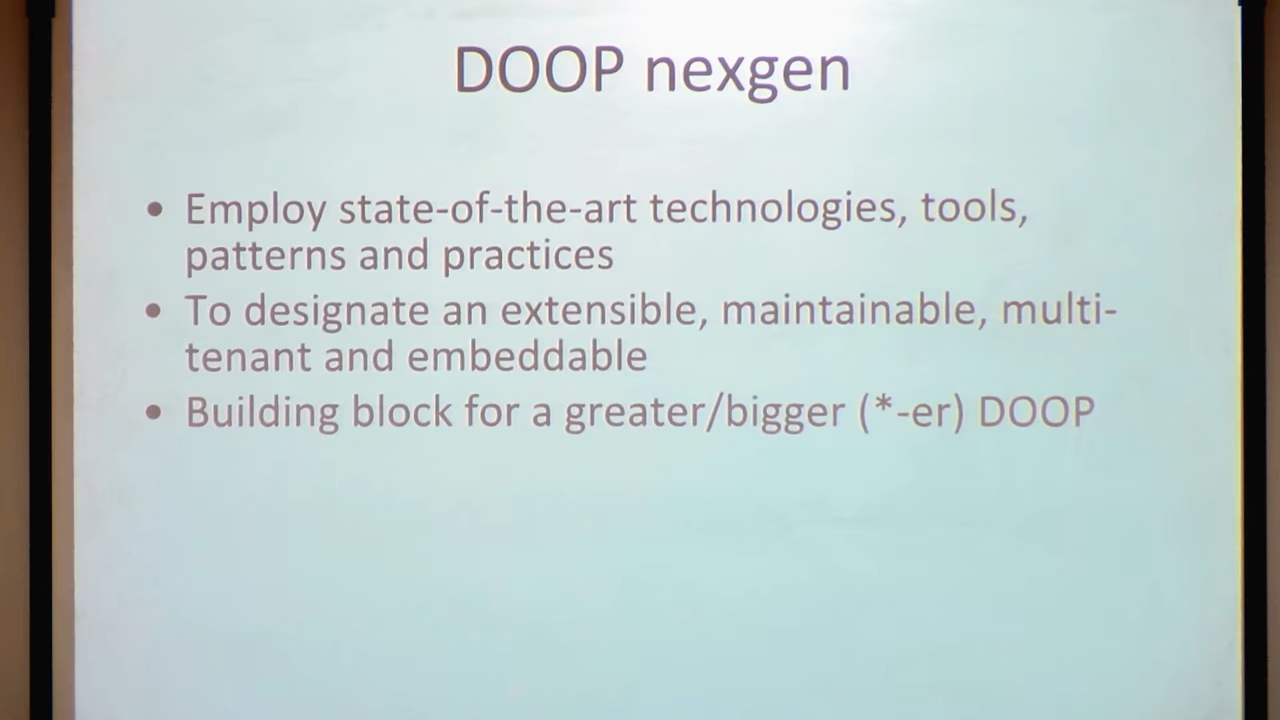 DOOP nexgen
• Employ state-of-the-art technologies, tools,
patterns and practices
• To designate an extensible, maintainable, multi-
tenant and embeddable
• Building block for a greater/bigger (*-er) DOOP